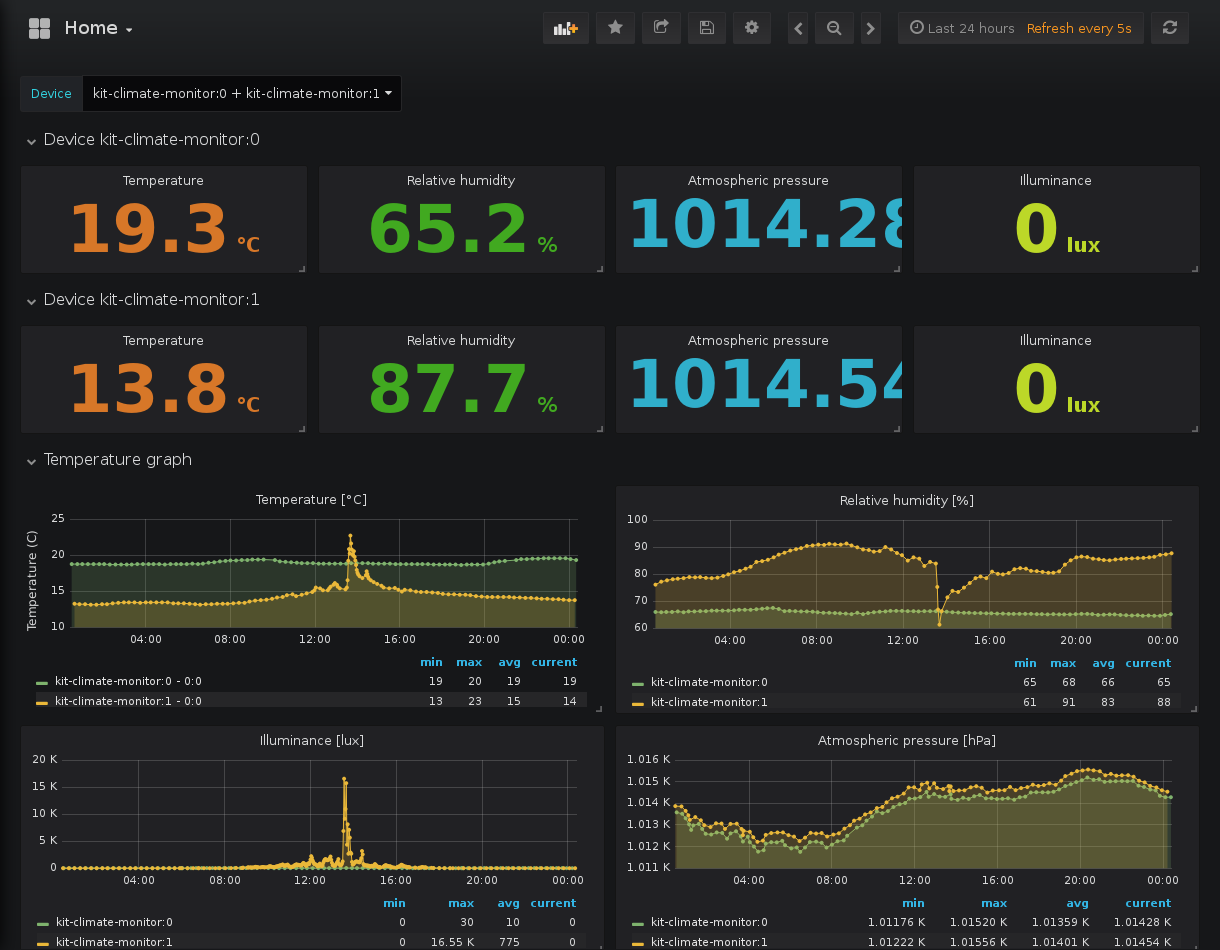 Home
Last 24 hours Refresh every 5s
Device kit-climate-monitor:0 + kit-climate-monitor:1
Device kit-climate-monitor:0
Temperature Relative humidity Atmospheric pressure Illuminance
19.3 °C 65.2 % 1014.28 0 lux
Device kit-climate-monitor:1
Temperature Relative humidity Atmospheric pressure Illuminance
13.8 °C 87.7 % 1014.54 0 lux
Temperature graph
Temperature [°C]
Temperature (C)
25
20
15
10
04:00 08:00 12:00 16:00 20:00 00:00
min max avg current
kit-climate-monitor:0 - 0:0 19 20 19 19
kit-climate-monitor:1 - 0:0 13 23 15 14
Relative humidity [%]
100
90
80
70
60
04:00 08:00 12:00 16:00 20:00 00:00
min max avg current
kit-climate-monitor:0 65 68 66 65
kit-climate-monitor:1 61 91 83 88
Illuminance [lux]
20 K
15 K
10 K
5 K
0
04:00 08:00 12:00 16:00 20:00 00:00
min max avg current
kit-climate-monitor:0 0 30 10 0
kit-climate-monitor:1 0 16.55 K 775 0
Atmospheric pressure [hPa]
1.016 K
1.015 K
1.014 K
1.013 K
1.012 K
1.011 K
04:00 08:00 12:00 16:00 20:00 00:00
min max avg current
kit-climate-monitor:0 1.01176 K 1.01520 K 1.01359 K 1.01428 K
kit-climate-monitor:1 1.01222 K 1.01556 K 1.01401 K 1.01454 K